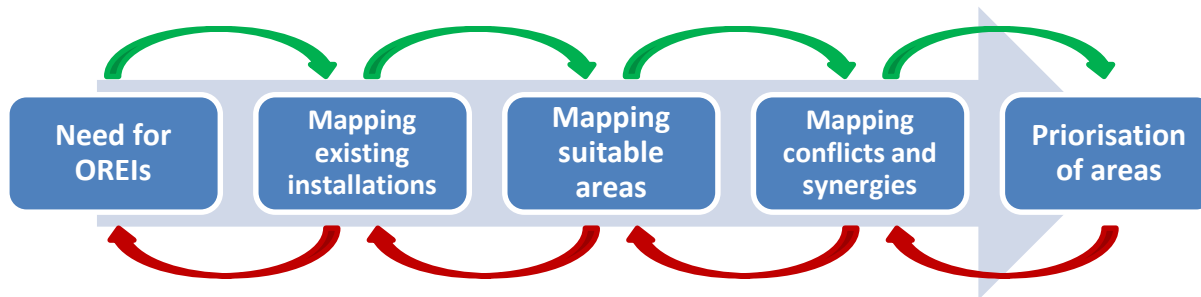 Need for
OREIs
Mapping
existing
installations
Mapping
suitable
areas
Mapping
conflicts and
synergies
Priorisation
of areas